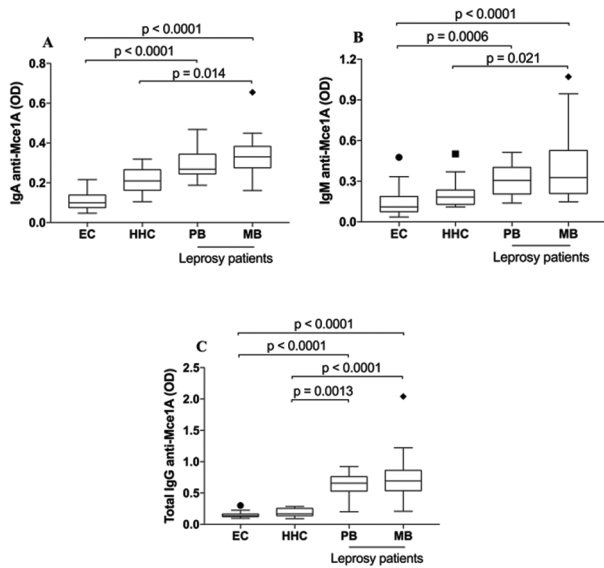 A
p < 0.0001
p < 0.0001
p = 0.014
IgA anti-Mce1A (OD)
0.8
0.6
0.4
0.2
0.0
EC HHC PB MB
Leprosy patients
B
p < 0.0001
p = 0.0006
p = 0.021
IgM anti-Mce1A (OD)
1.2
0.9
0.6
0.3
0.0
EC HHC PB MB
Leprosy patients
C
p < 0.0001
p < 0.0001
p < 0.0001
p = 0.0013
Total IgG anti-Mce1A (OD)
2.5
2.0
1.5
1.0
0.5
0.0
EC HHC PB MB
Leprosy patients